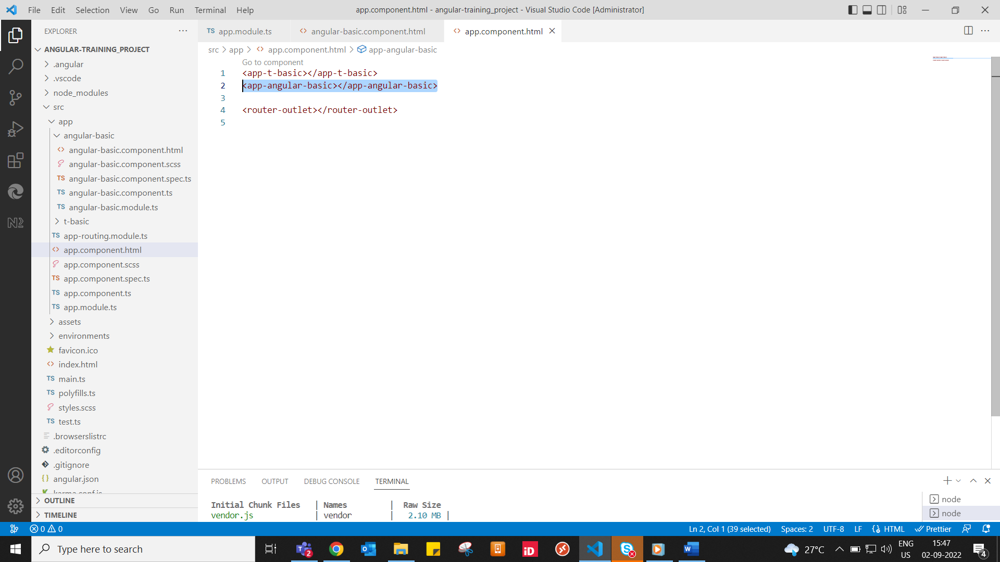 File Edit Selection View Go Run Terminal Help
app.component.html - angular-training_project - Visual Studio Code [Administrator]
EXPLORER
ANGULAR-TRAINING_PROJECT
.angular
.vscode
node_modules
src
app
angular-basic
<> angular-basic.component.html
angular-basic.component.scss
TS angular-basic.component.spec.ts
TS angular-basic.component.ts
TS angular-basic.module.ts
t-basic
TS app-routing.module.ts
<> app.component.html
app.component.scss
TS app.component.spec.ts
TS app.component.ts
TS app.module.ts
assets
environments
favicon.ico
<> index.html
TS main.ts
TS polyfills.ts
styles.scss
TS test.ts
.browserslistrc
.editorconfig
.gitignore
{} angular.json
karma.conf.js
OUTLINE
TIMELINE
TS app.module.ts <> angular-basic.component.html <> app.component.html
src > app > <> app.component.html > app-angular-basic
Go to component
1 <app-t-basic></app-t-basic>
2 <app-angular-basic></app-angular-basic>
3
4 <router-outlet></router-outlet>
5
PROBLEMS OUTPUT DEBUG CONSOLE TERMINAL
Initial Chunk Files | Names | Raw Size
vendor.js | vendor | 2.10 MB |
node
node
0 0
Ln 2, Col 1 (39 selected) Spaces: 2 UTF-8 LF HTML Prettier
Type here to search
2
iD
27°C
ENG
US
15:47
02-09-2022
4